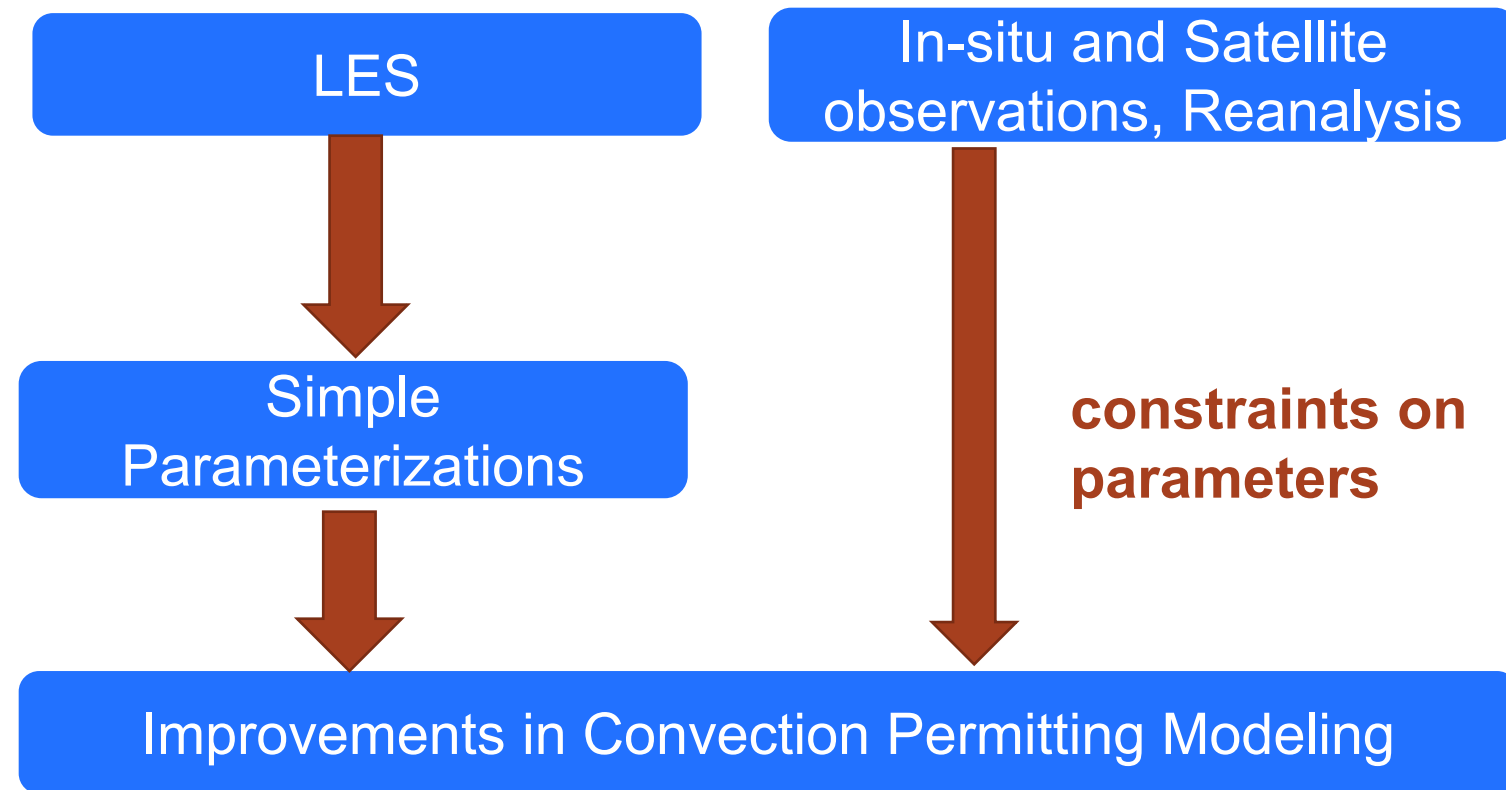 LES
In-situ and Satellite
observations, Reanalysis
Simple
Parameterizations
constraints on
parameters
Improvements in Convection Permitting Modeling